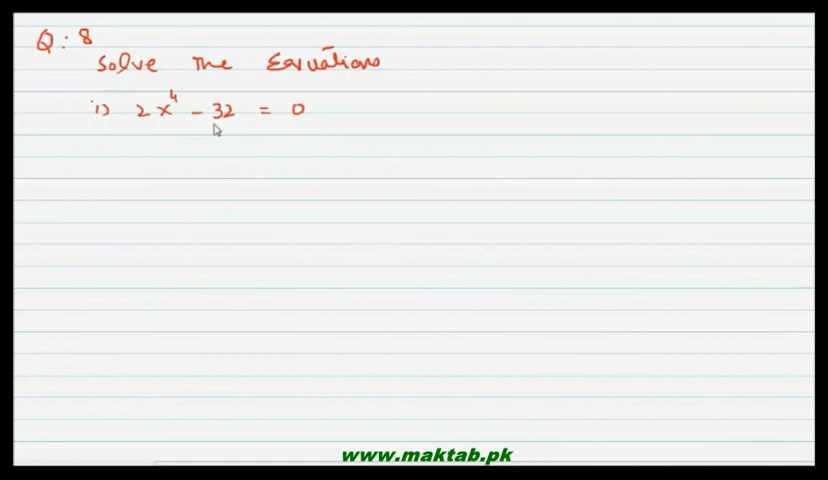 Q : 8
Solve The Equations
i) 2x⁴ - 32 = 0
www.maktab.pk